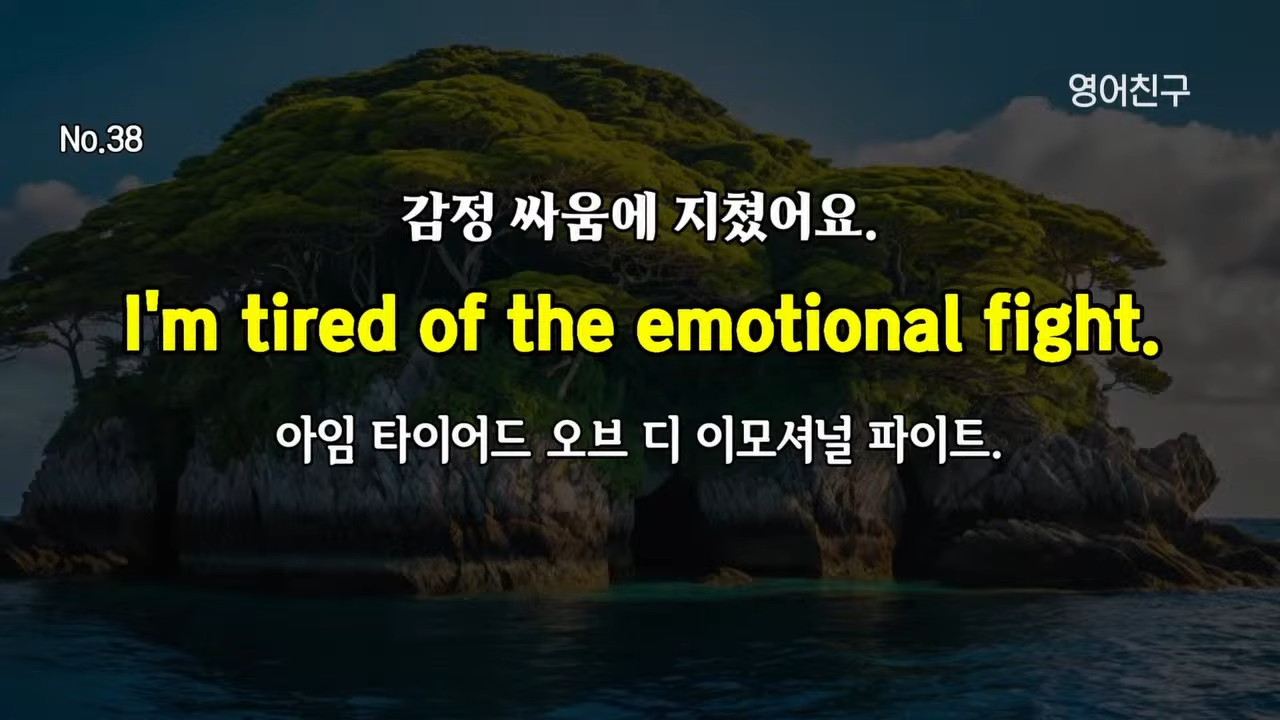 영어친구
No.38
감정 싸움에 지쳤어요.
I'm tired of the emotional fight.
아임 타이어드 오브 디 이모셔널 파이트.